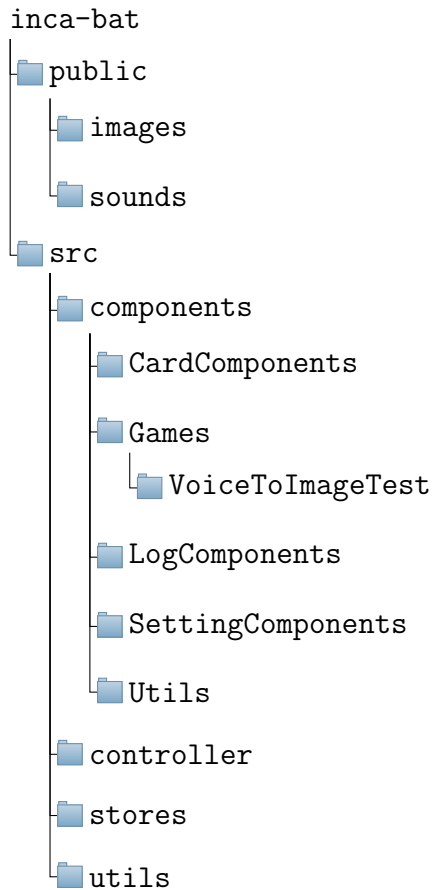 inca-bat
public
images
sounds
src
components
CardComponents
Games
VoiceToImageTest
LogComponents
SettingComponents
Utils
controller
stores
utils